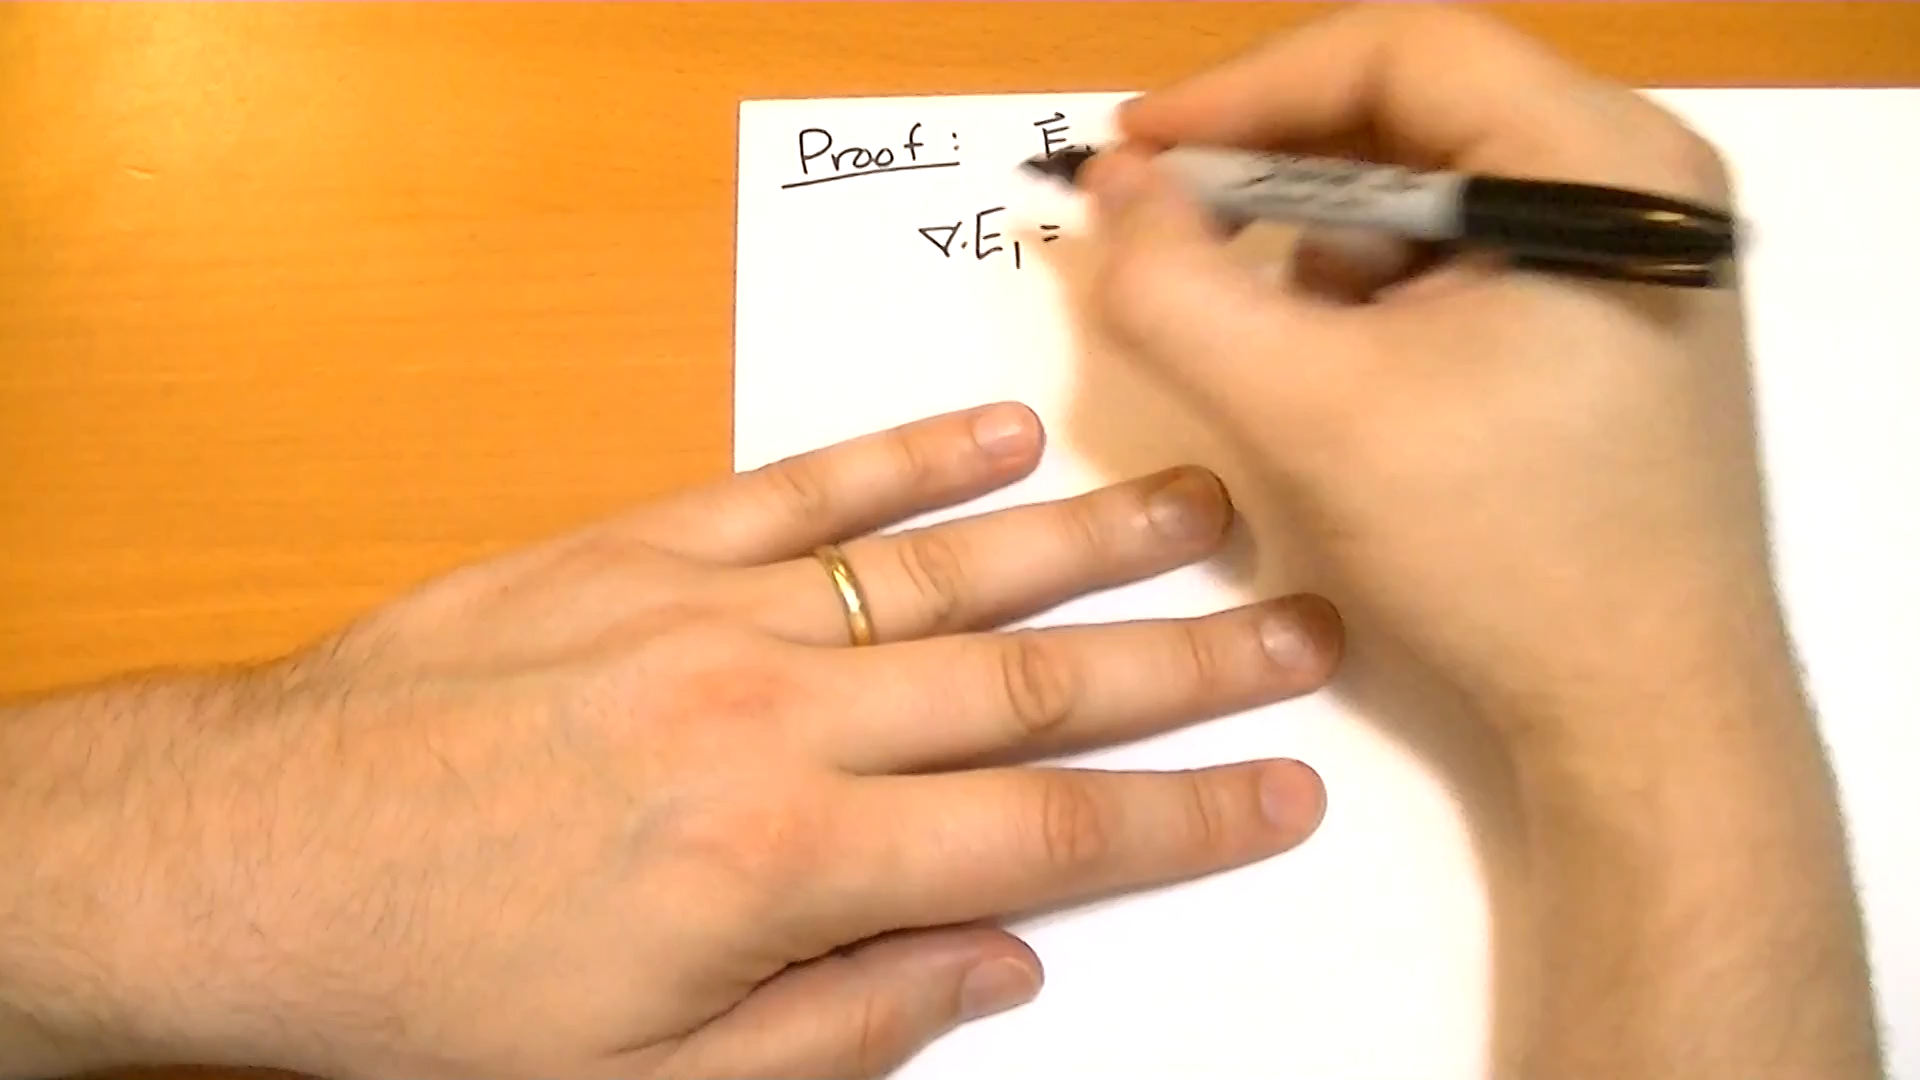 Proof: E⃗
∇·E₁ =